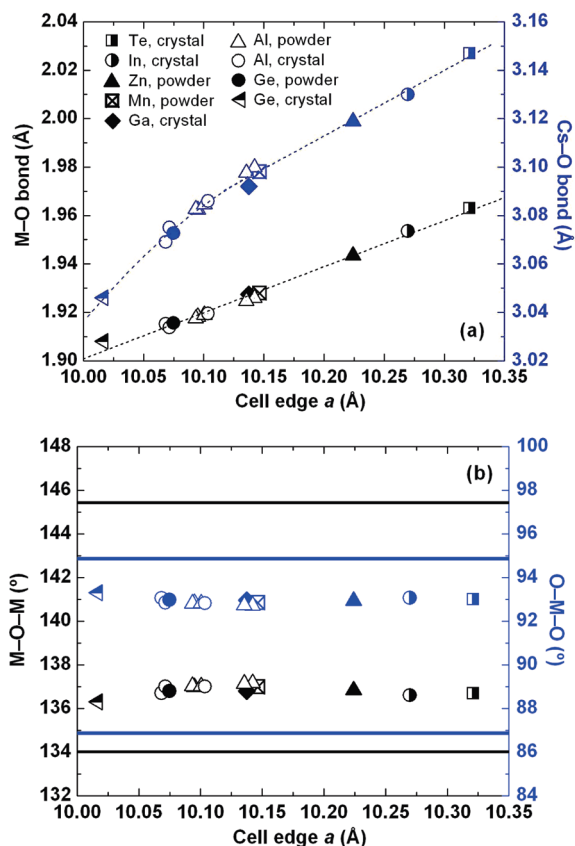 2.04
2.02
2.00
1.98
1.96
1.94
1.92
1.90
M–O bond (Å)
Te, crystal
In, crystal
Zn, powder
Mn, powder
Ga, crystal
Al, powder
Al, crystal
Ge, powder
Ge, crystal
3.16
3.14
3.12
3.10
3.08
3.06
3.04
3.02
Cs–O bond (Å)
(a)
10.00 10.05 10.10 10.15 10.20 10.25 10.30 10.35
Cell edge a (Å)
148
146
144
142
140
138
136
134
132
M–O–M (°)
(b)
100
98
96
94
92
90
88
86
84
O–M–O (°)
10.00 10.05 10.10 10.15 10.20 10.25 10.30 10.35
Cell edge a (Å)